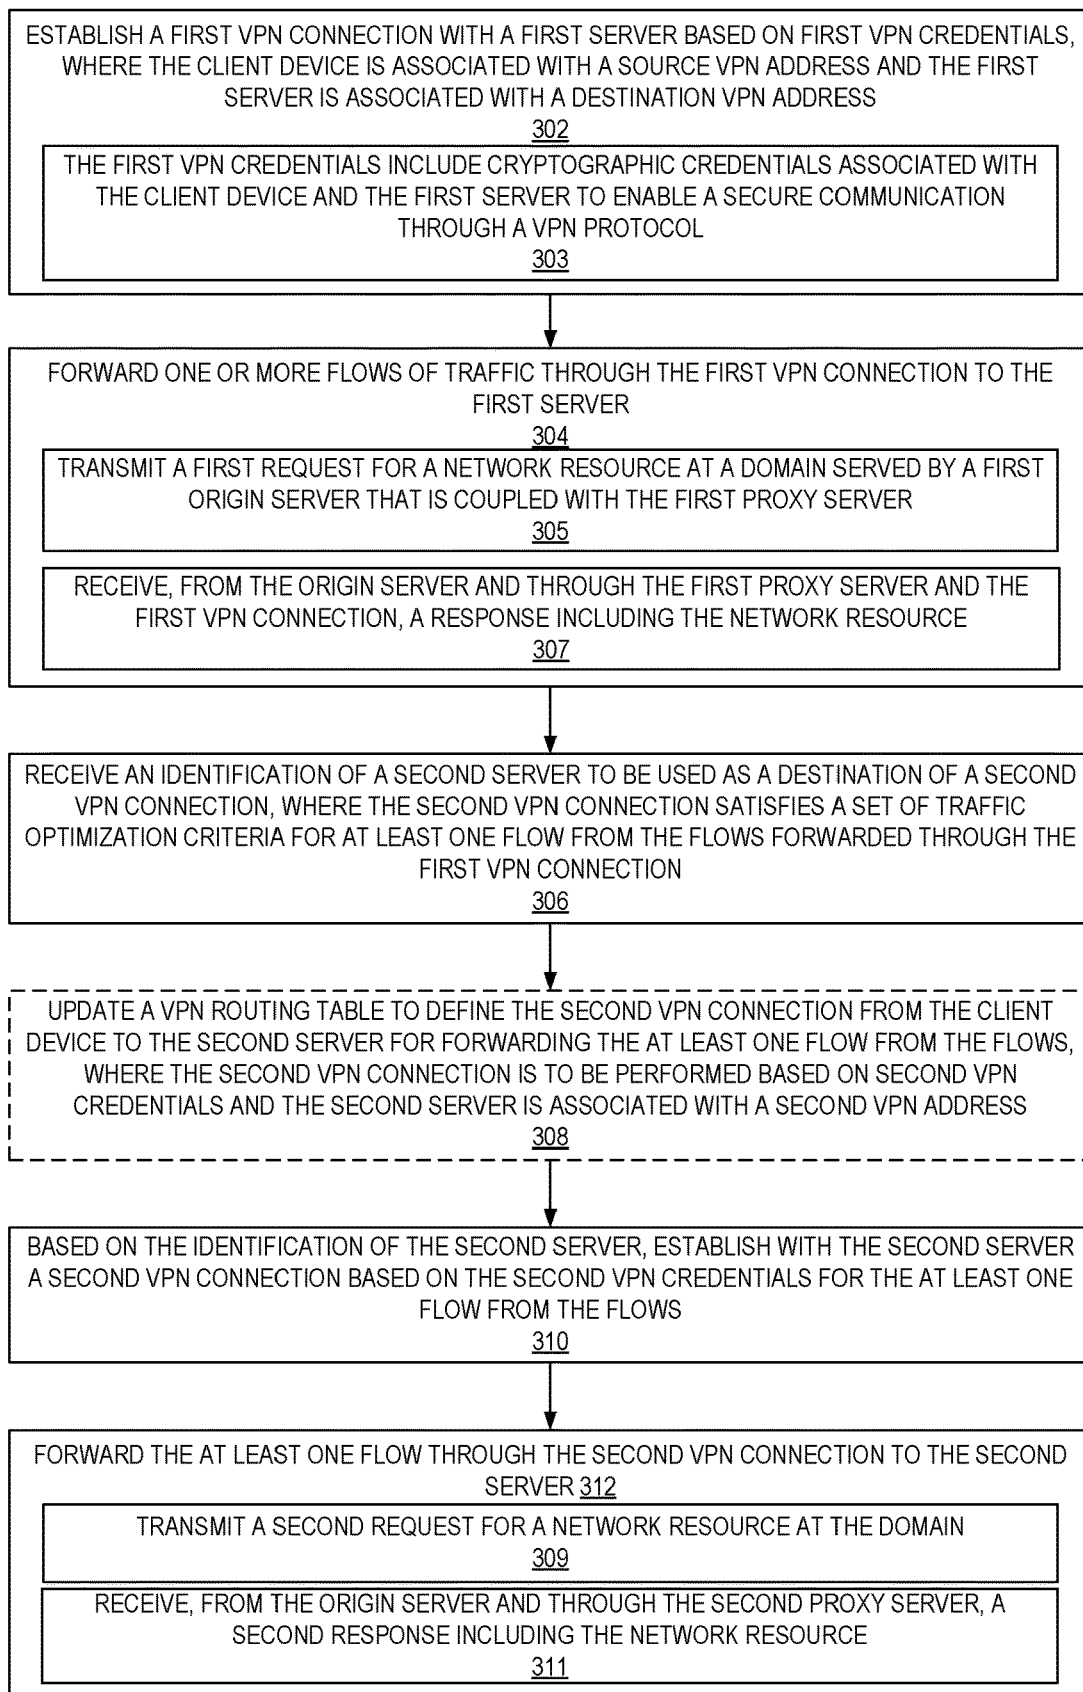 ESTABLISH A FIRST VPN CONNECTION WITH A FIRST SERVER BASED ON FIRST VPN CREDENTIALS,
WHERE THE CLIENT DEVICE IS ASSOCIATED WITH A SOURCE VPN ADDRESS AND THE FIRST
SERVER IS ASSOCIATED WITH A DESTINATION VPN ADDRESS
302
THE FIRST VPN CREDENTIALS INCLUDE CRYPTOGRAPHIC CREDENTIALS ASSOCIATED WITH
THE CLIENT DEVICE AND THE FIRST SERVER TO ENABLE A SECURE COMMUNICATION
THROUGH A VPN PROTOCOL
303
FORWARD ONE OR MORE FLOWS OF TRAFFIC THROUGH THE FIRST VPN CONNECTION TO THE
FIRST SERVER
304
TRANSMIT A FIRST REQUEST FOR A NETWORK RESOURCE AT A DOMAIN SERVED BY A FIRST
ORIGIN SERVER THAT IS COUPLED WITH THE FIRST PROXY SERVER
305
RECEIVE, FROM THE ORIGIN SERVER AND THROUGH THE FIRST PROXY SERVER AND THE
FIRST VPN CONNECTION, A RESPONSE INCLUDING THE NETWORK RESOURCE
307
RECEIVE AN IDENTIFICATION OF A SECOND SERVER TO BE USED AS A DESTINATION OF A SECOND
VPN CONNECTION, WHERE THE SECOND VPN CONNECTION SATISFIES A SET OF TRAFFIC
OPTIMIZATION CRITERIA FOR AT LEAST ONE FLOW FROM THE FLOWS FORWARDED THROUGH THE
FIRST VPN CONNECTION
306
UPDATE A VPN ROUTING TABLE TO DEFINE THE SECOND VPN CONNECTION FROM THE CLIENT
DEVICE TO THE SECOND SERVER FOR FORWARDING THE AT LEAST ONE FLOW FROM THE FLOWS,
WHERE THE SECOND VPN CONNECTION IS TO BE PERFORMED BASED ON SECOND VPN
CREDENTIALS AND THE SECOND SERVER IS ASSOCIATED WITH A SECOND VPN ADDRESS
308
BASED ON THE IDENTIFICATION OF THE SECOND SERVER, ESTABLISH WITH THE SECOND SERVER
A SECOND VPN CONNECTION BASED ON THE SECOND VPN CREDENTIALS FOR THE AT LEAST ONE
FLOW FROM THE FLOWS
310
FORWARD THE AT LEAST ONE FLOW THROUGH THE SECOND VPN CONNECTION TO THE SECOND
SERVER 312
TRANSMIT A SECOND REQUEST FOR A NETWORK RESOURCE AT THE DOMAIN
309
RECEIVE, FROM THE ORIGIN SERVER AND THROUGH THE SECOND PROXY SERVER, A
SECOND RESPONSE INCLUDING THE NETWORK RESOURCE
311